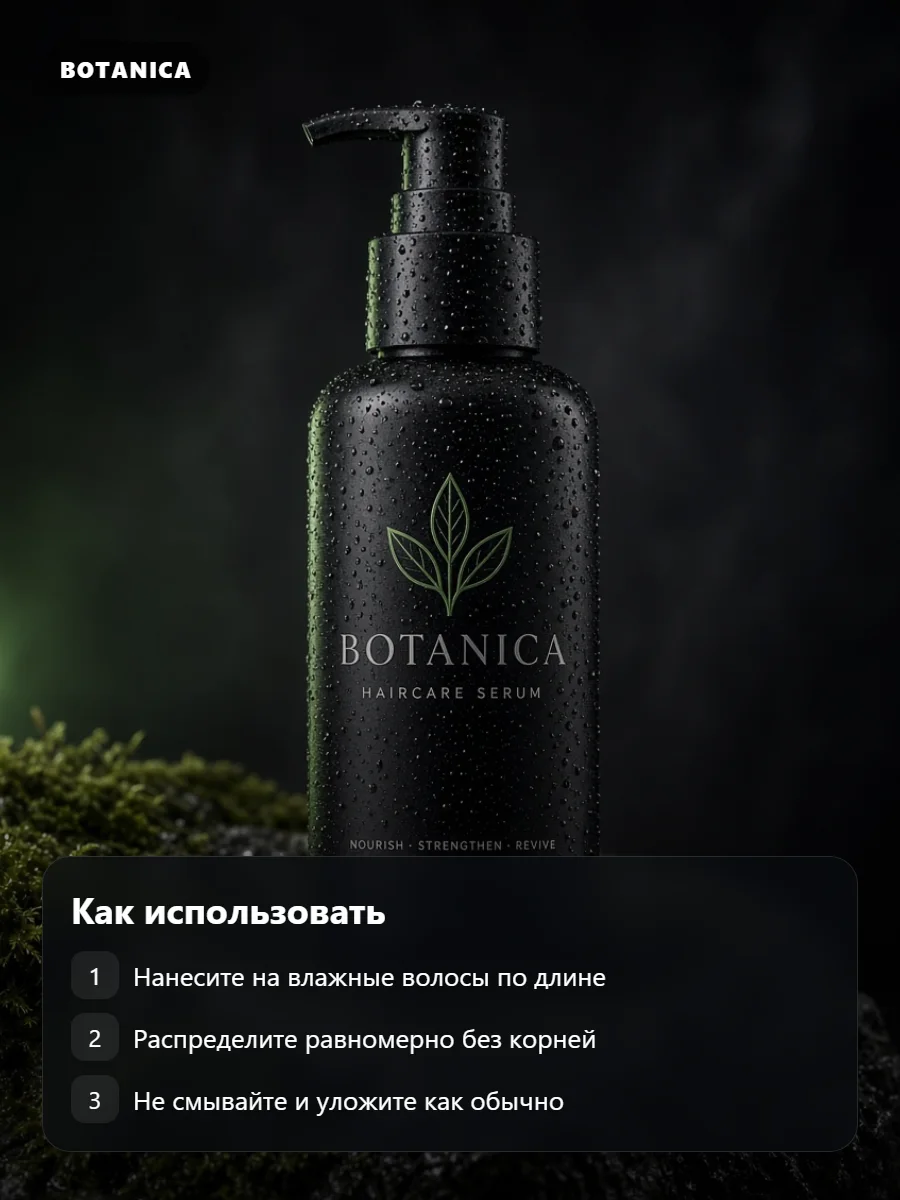 BOTANICA
BOTANICA
HAIRCARE SERUM
NOURISH · STRENGTHEN · REVIVE
Как использовать
1 Нанесите на влажные волосы по длине
2 Распределите равномерно без корней
3 Не смывайте и уложите как обычно